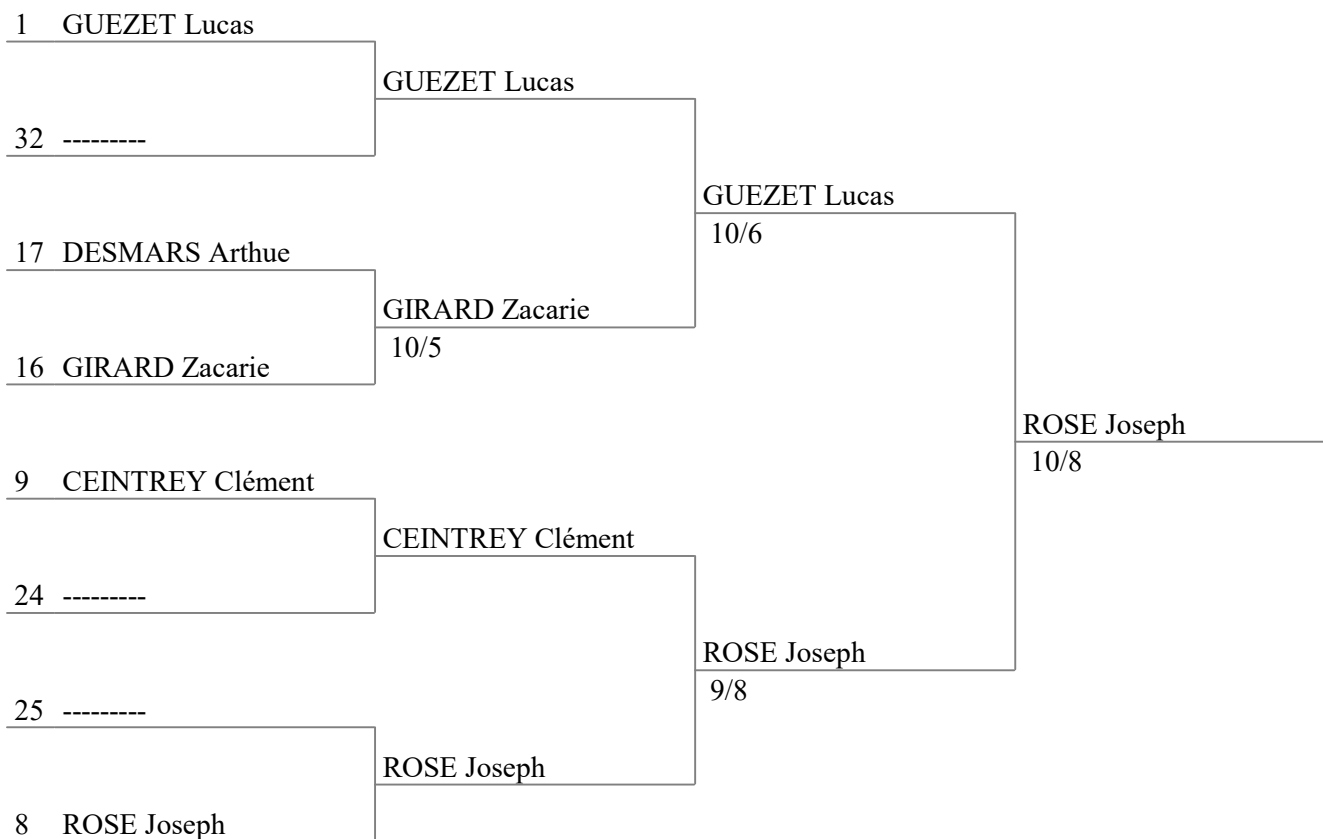 1 GUEZET Lucas
GUEZET Lucas
32 ---------
GUEZET Lucas
10/6
17 DESMARS Arthue
GIRARD Zacarie
10/5
16 GIRARD Zacarie
ROSE Joseph
10/8
9 CEINTREY Clément
CEINTREY Clément
24 ---------
ROSE Joseph
9/8
25 ---------
ROSE Joseph
8 ROSE Joseph